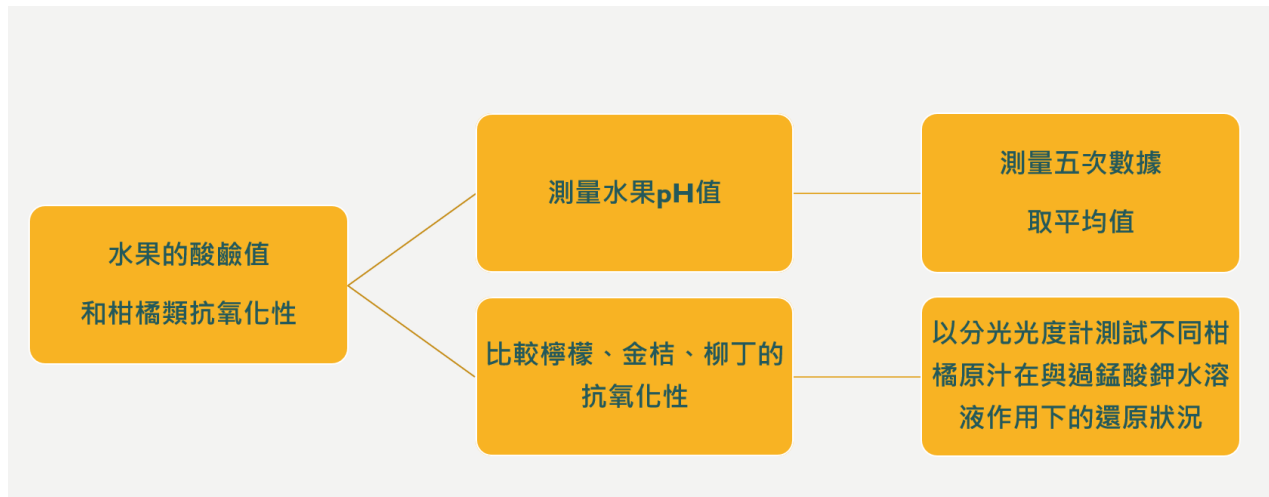 水果的酸鹼值
和柑橘類抗氧化性
測量水果pH值
測量五次數據
取平均值
比較檸檬、金桔、柳丁的
抗氧化性
以分光光度計測試不同柑
橘原汁在與過錳酸鉀水溶
液作用下的還原狀況